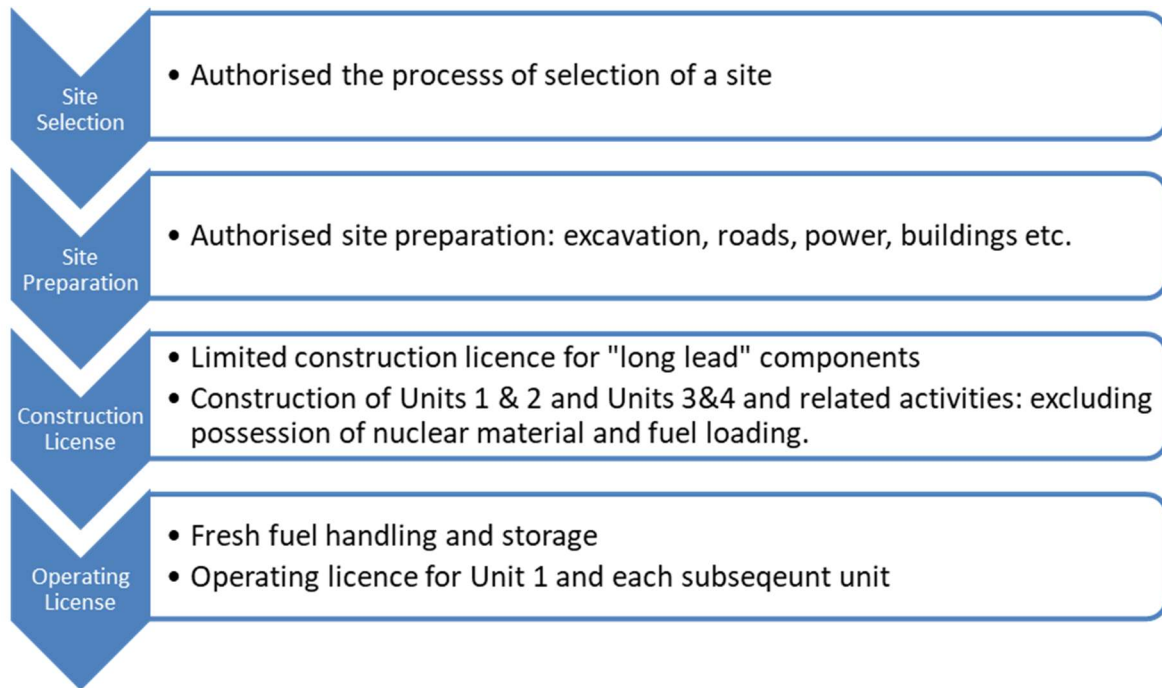 Site
Selection
• Authorised the processs of selection of a site
Site
Preparation
• Authorised site preparation: excavation, roads, power, buildings etc.
Construction
License
• Limited construction licence for "long lead" components
• Construction of Units 1 & 2 and Units 3&4 and related activities: excluding
possession of nuclear material and fuel loading.
Operating
License
• Fresh fuel handling and storage
• Operating licence for Unit 1 and each subseqeunt unit